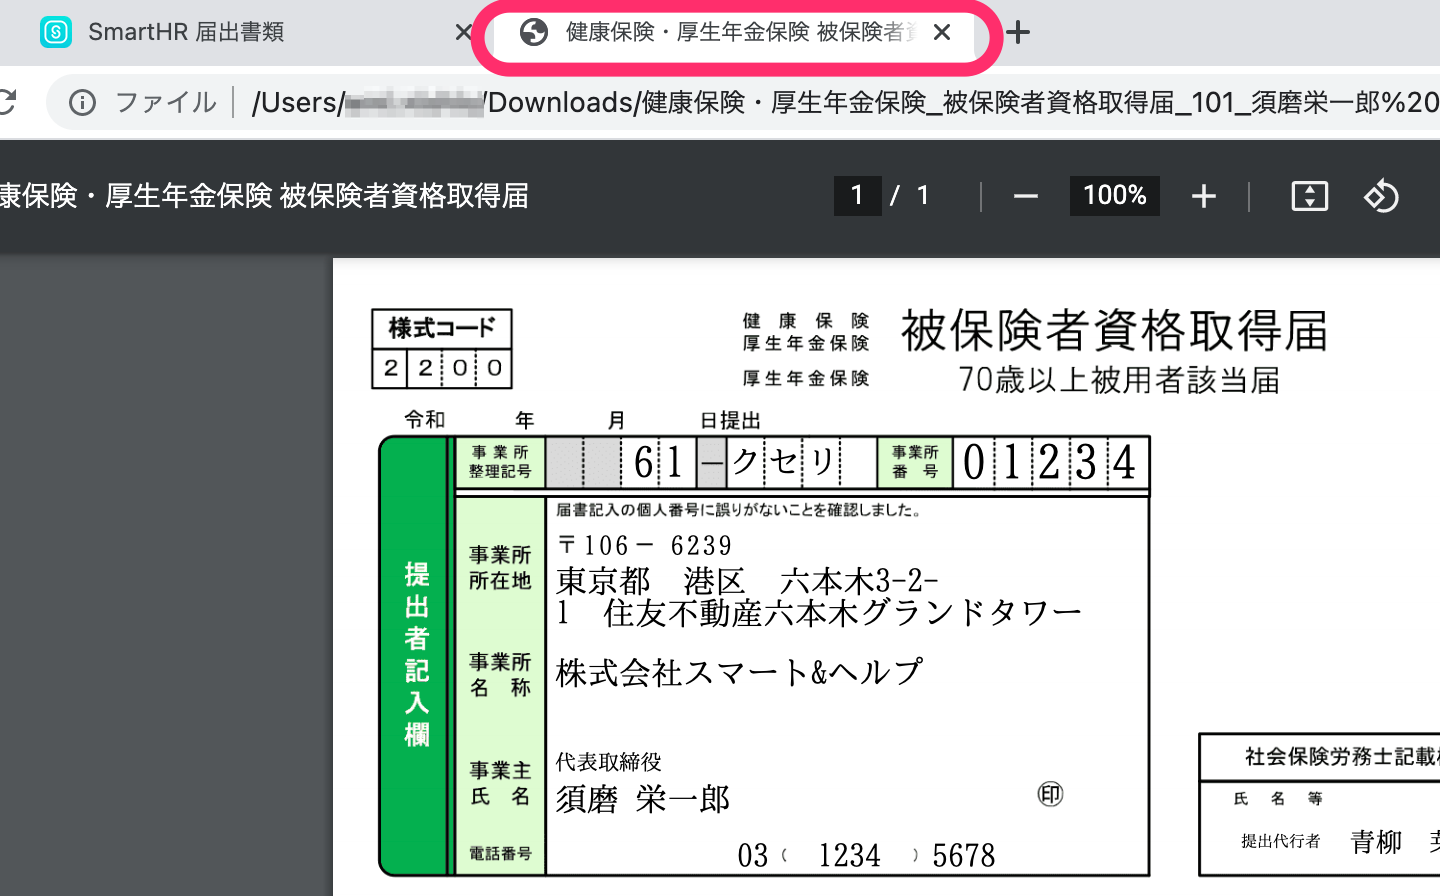 SmartHR 届出書類
健康保険・厚生年金保険 被保険者
ファイル
/Users/
/Downloads/健康保険・厚生年金保険_被保険者資格取得届_101_須磨栄一郎%20
康保険・厚生年金保険 被保険者資格取得届
1 / 1
100%
様式コード
2 2 0 0
健康保険
厚生年金保険
被保険者資格取得届
厚生年金保険
70歳以上被用者該当届
令和 年 月 日提出
提出者記入欄
事業所
整理記号
61-クセリ
事業所
番号
01234
届書記入の個人番号に誤りがないことを確認しました。
事業所
所在地
〒106- 6239
東京都 港区 六本木3-2-
1 住友不動産六本木グランドタワー
事業所
名称
株式会社スマート&ヘルプ
事業主
氏名
代表取締役
須磨 栄一郎
㊞
電話番号
03 ( 1234 ) 5678
社会保険労務士記載
氏名等
提出代行者
青柳